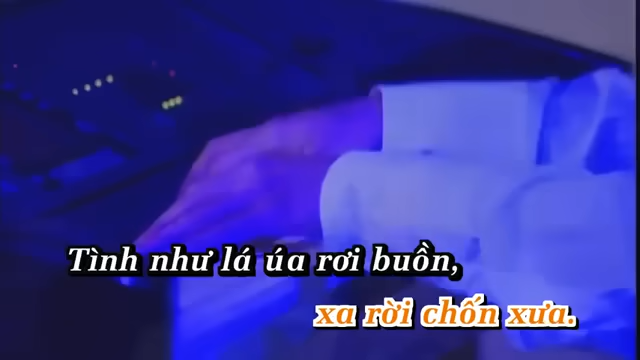 Tình như lá úa rơi buồn,
xa rời chốn xưa.